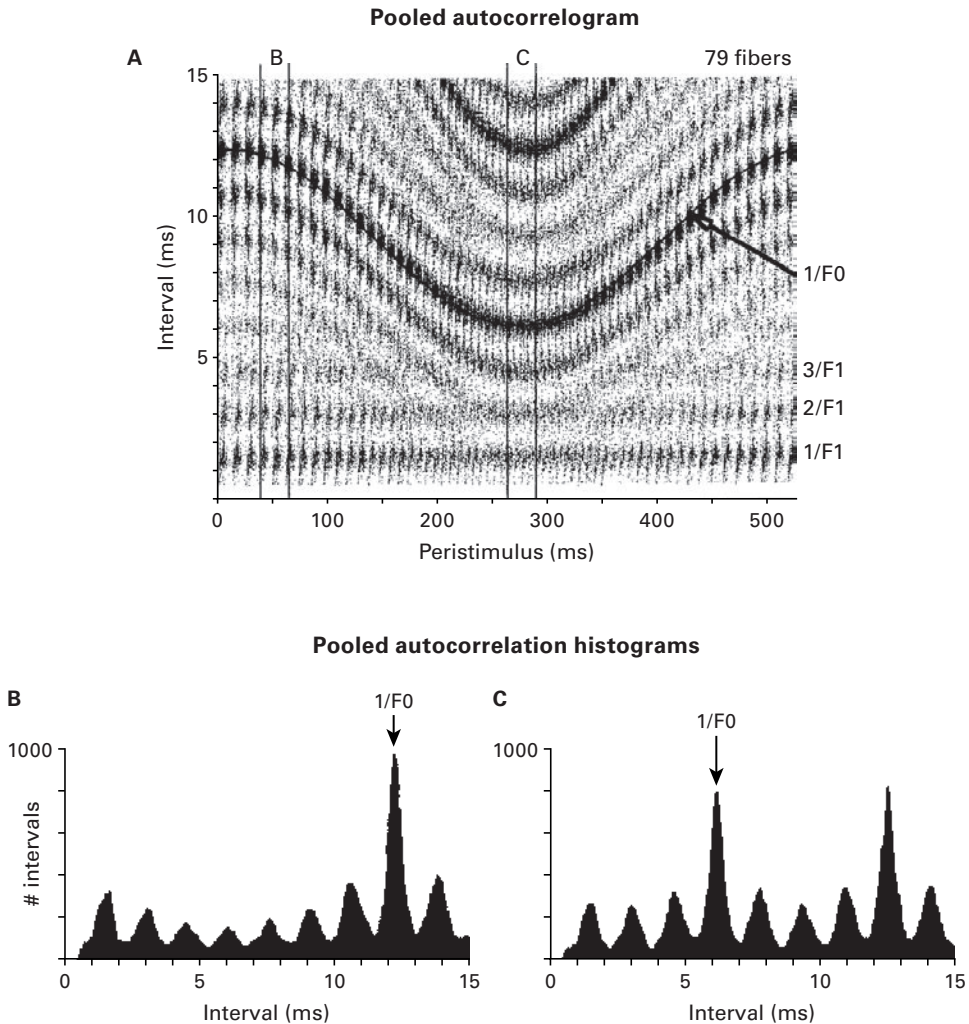 Pooled autocorrelogram
A
B
C
79 fibers
15
10
5
Interval (ms)
1/F0
3/F1
2/F1
1/F1
0 100 200 300 400 500
Peristimulus (ms)
Pooled autocorrelation histograms
B
1/F0
1000
# intervals
0 5 10 15
Interval (ms)
C
1/F0
1000
0 5 10 15
Interval (ms)